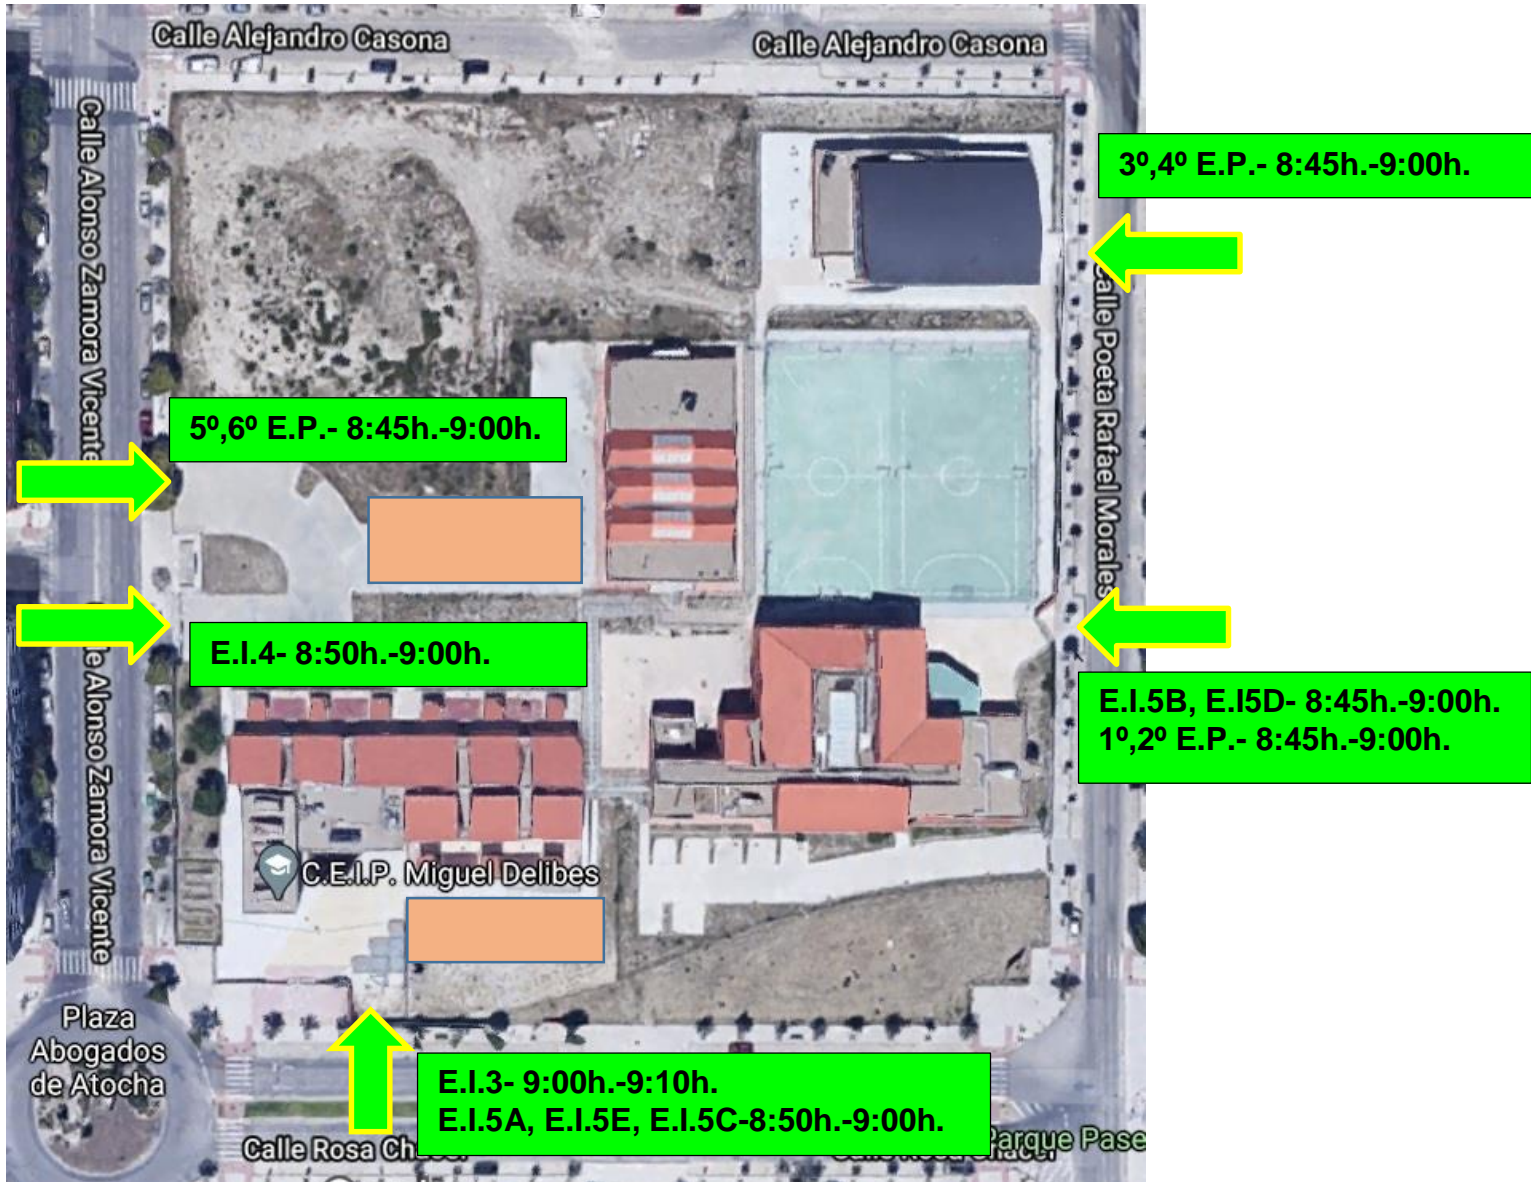 Calle Alejandro Casona
Calle Alejandro Casona
Calle Alonso Zamora Vicente
3º,4º E.P.- 8:45h.-9:00h.
Calle Poeta Rafael Morales
5º,6º E.P.- 8:45h.-9:00h.
E.I.4- 8:50h.-9:00h.
Alonso Zamora Vicente
E.I.5B, E.I5D- 8:45h.-9:00h.
1º,2º E.P.- 8:45h.-9:00h.
C.E.I.P. Miguel Delibes
Plaza
Abogados
de Atocha
E.I.3- 9:00h.-9:10h.
E.I.5A, E.I.5E, E.I.5C-8:50h.-9:00h.
Calle Rosa
Parque